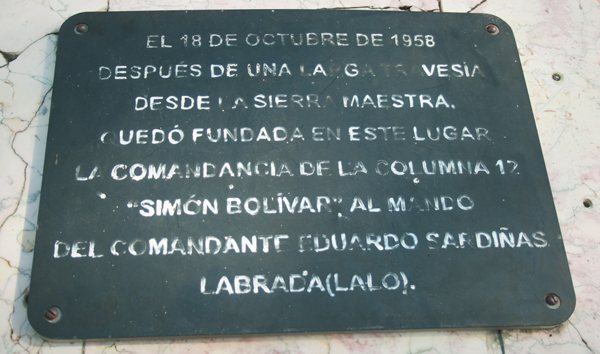 EL 18 DE OCTUBRE DE 1958
DESPUÉS DE UNA LARGA TRAVESÍA
DESDE LA SIERRA MAESTRA,
QUEDÓ FUNDADA EN ESTE LUGAR
LA COMANDANCIA DE LA COLUMNA 12
"SIMÓN BOLÍVAR" AL MANDO
DEL COMANDANTE EDUARDO SARDIÑAS
LABRADA(LALO).